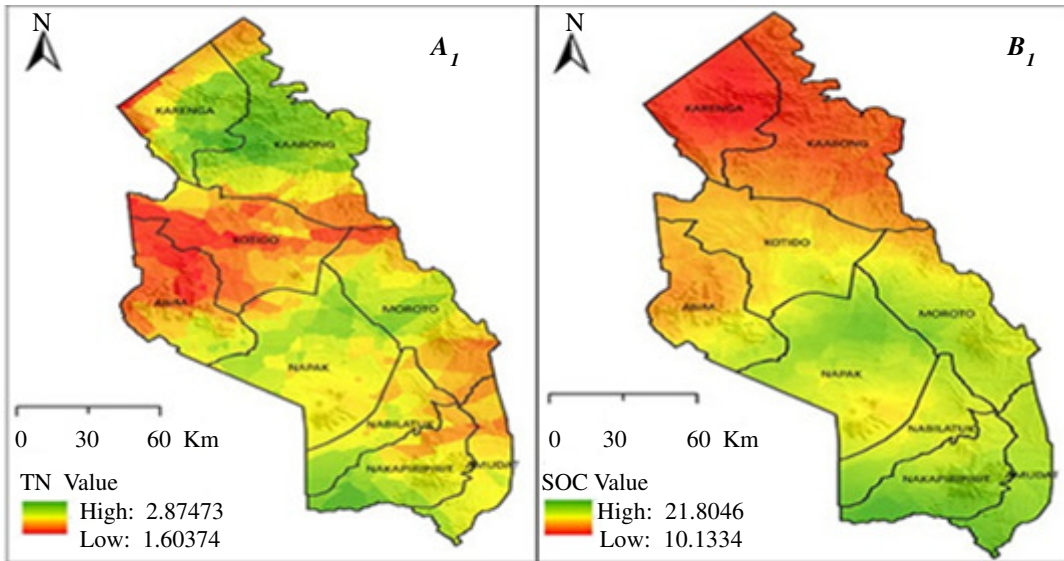 N
A1
KARENGA
KAABONG
KOTIDO
ABIM
MOROTO
NAPAK
NABILATUK
NAKAPIRIPIRIT
AMUDAT
0 30 60 Km
TN Value
High: 2.87473
Low: 1.60374
N
B1
KARENGA
KAABONG
KOTIDO
ABIM
MOROTO
NAPAK
NABILATUK
NAKAPIRIPIRIT
AMUDAT
0 30 60 Km
SOC Value
High: 21.8046
Low: 10.1334